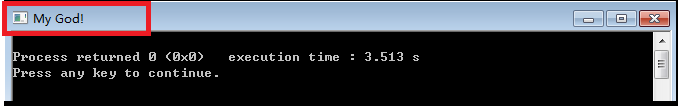 My God!
Process returned 0 (0x0)   execution time : 3.513 s
Press any key to continue.